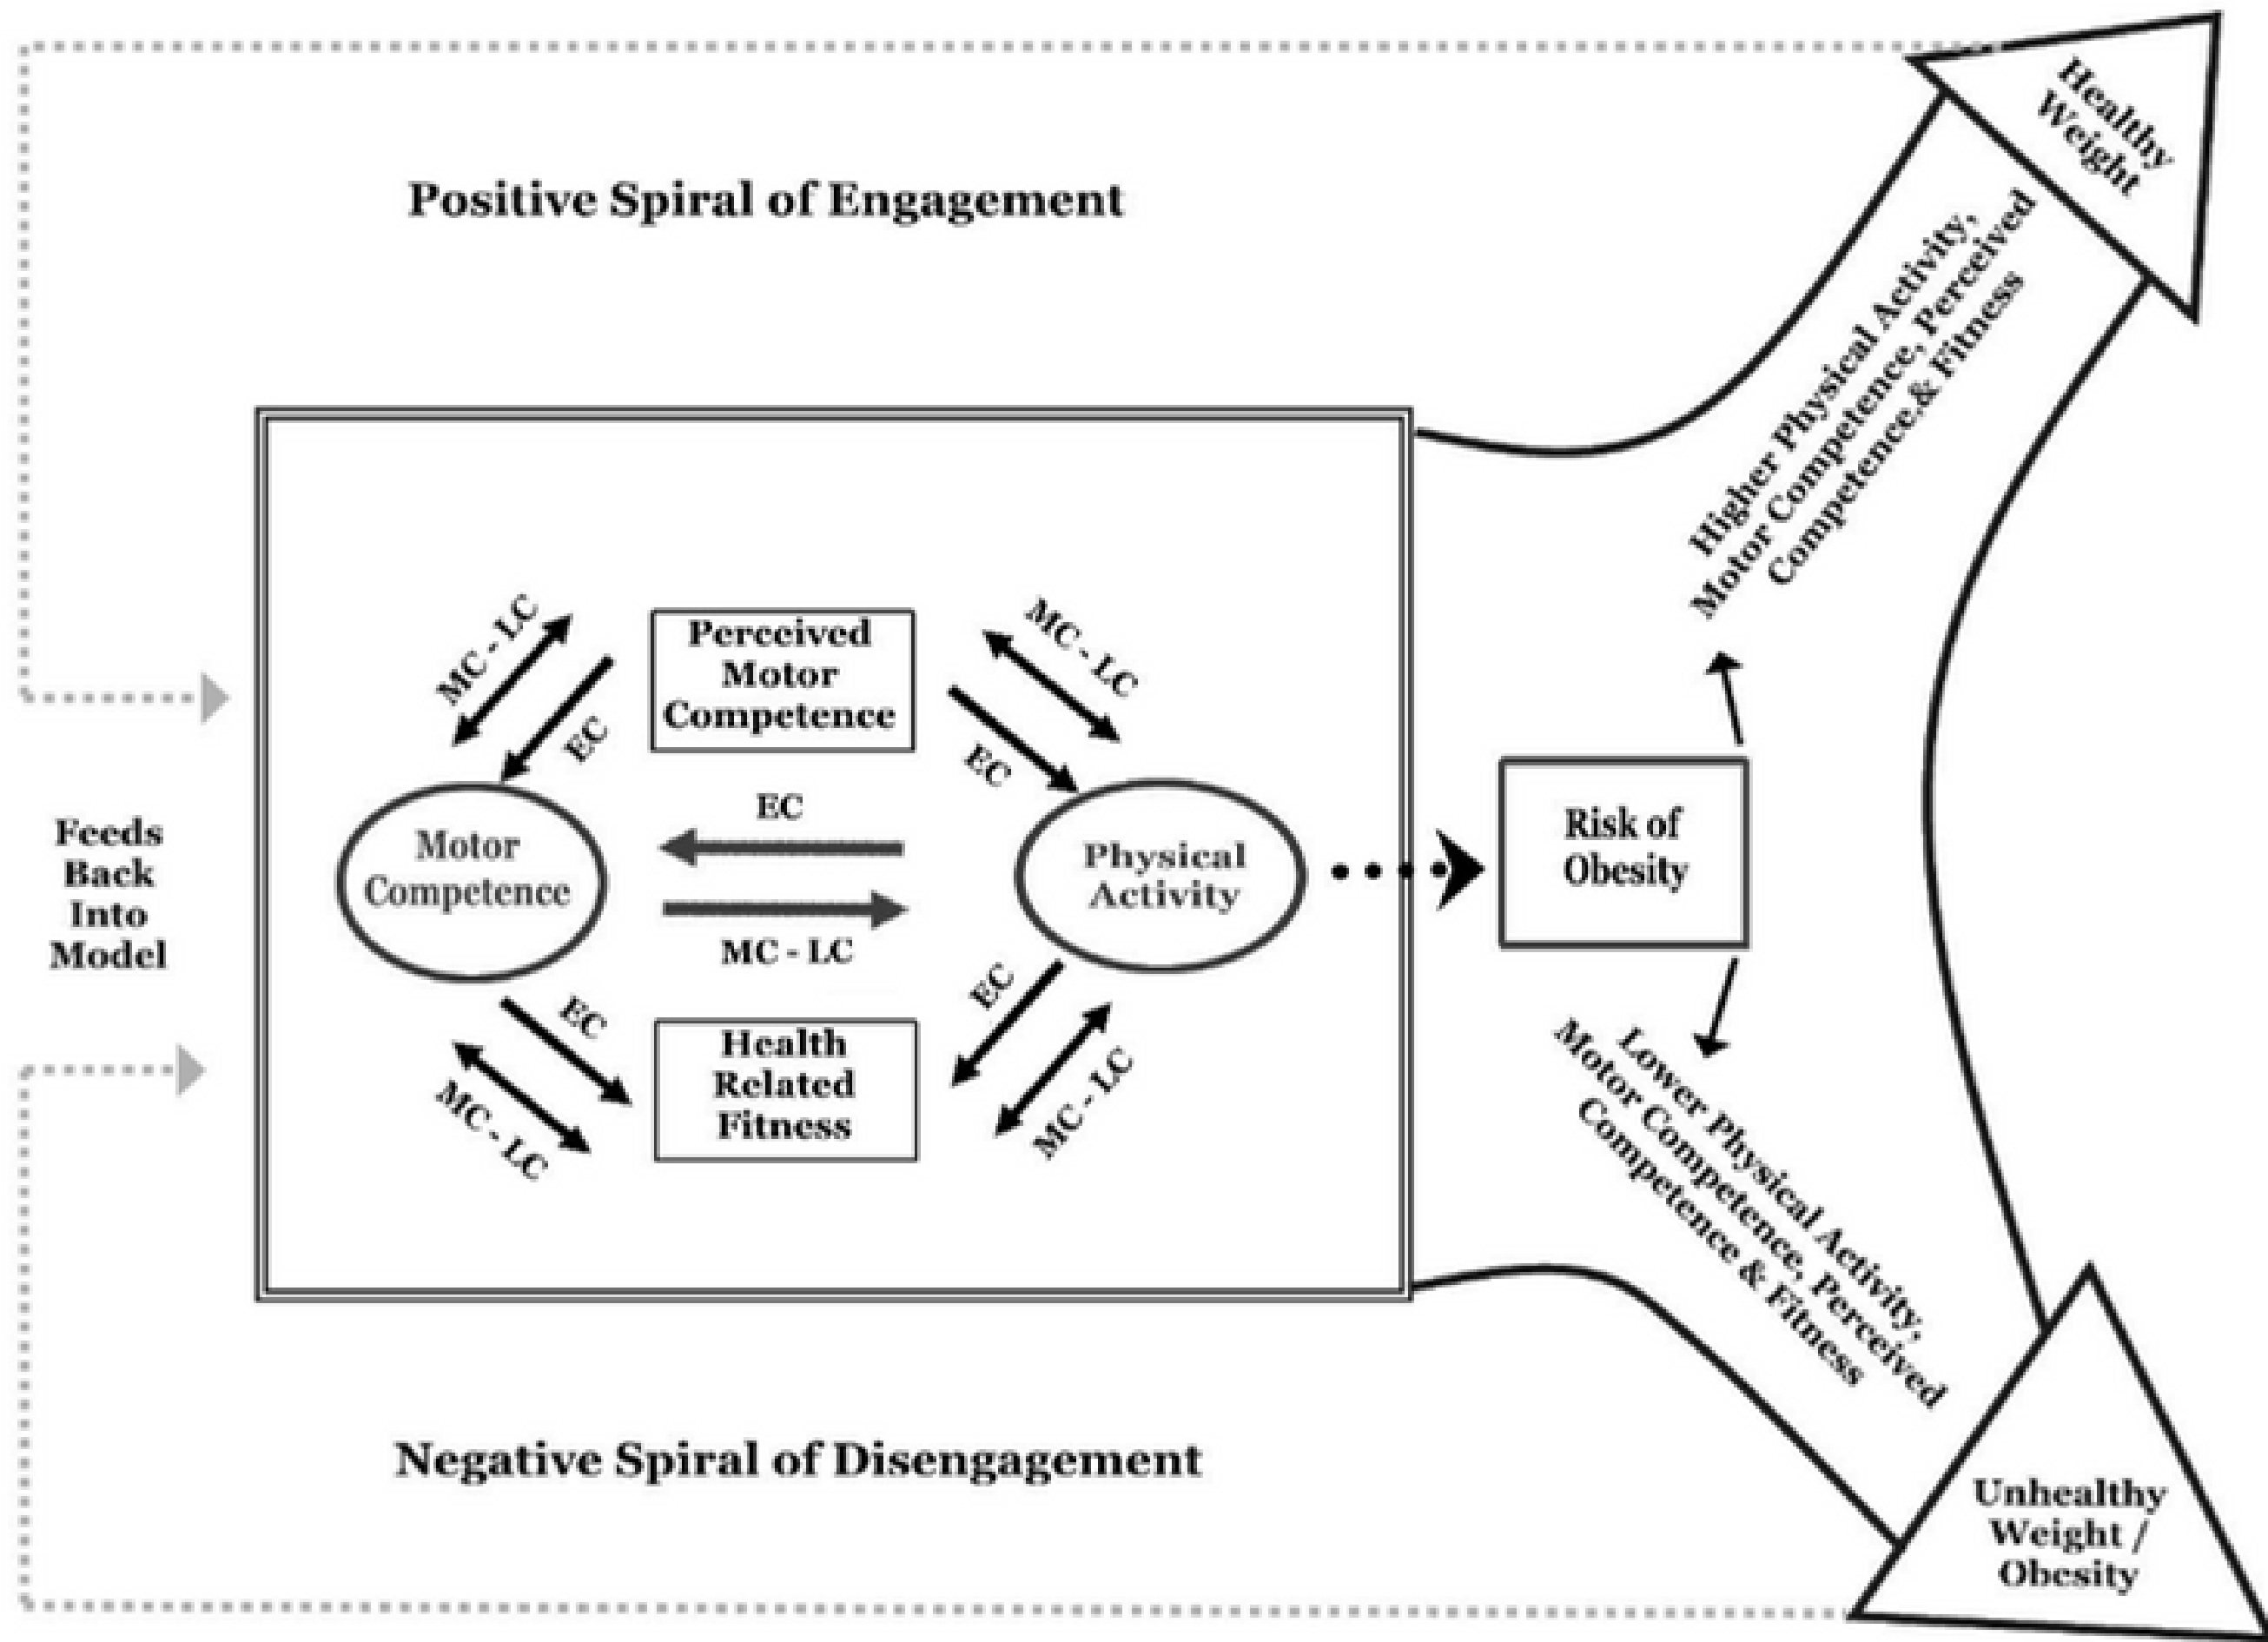 Positive Spiral of Engagement
Healthy
Weight
Higher Physical Activity,
Motor Competence, Perceived
Competence,& Fitness
MC - LC
EC
Perceived
Motor
Competence
MC - LC
EC
Feeds
Back
Into
Model
Motor
Competence
EC
MC - LC
Physical
Activity
Risk of
Obesity
EC
MC - LC
Health
Related
Fitness
EC
MC - LC
Lower Physical Activity,
Motor Competence, Perceived
Competence & Fitness
Negative Spiral of Disengagement
Unhealthy
Weight /
Obesity